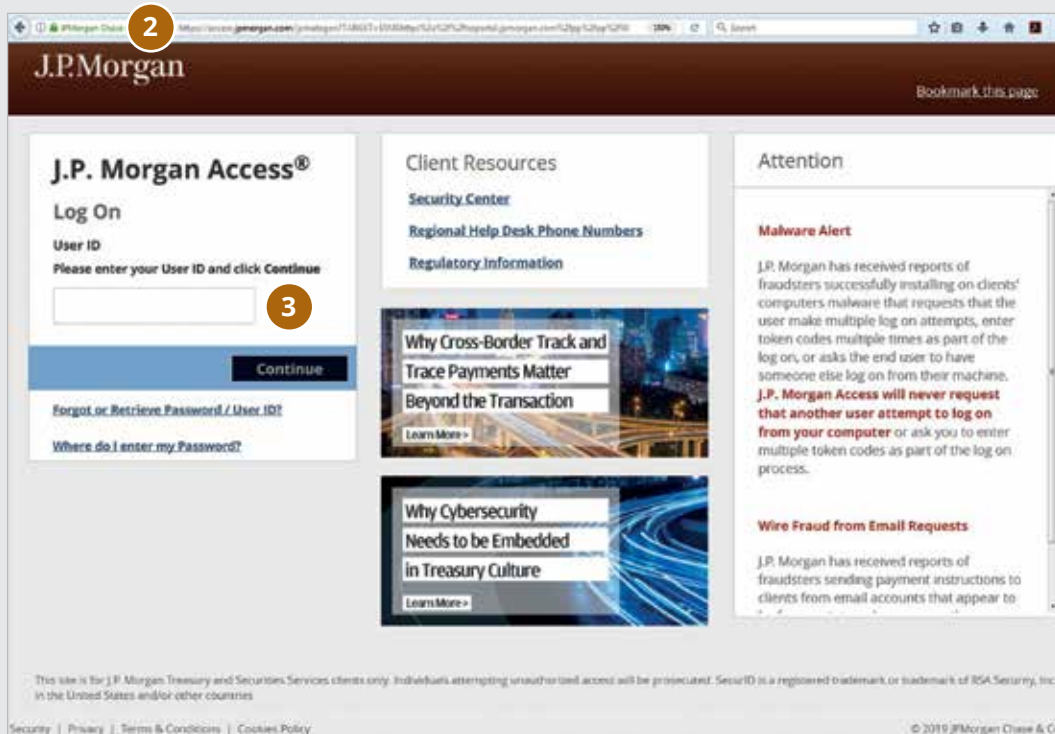 JPMorgan Chase
2
Search
J.P.Morgan
Bookmark this page
J.P. Morgan Access®
Log On
User ID
Please enter your User ID and click Continue
3
Continue
Forgot or Retrieve Password / User ID?
Where do I enter my Password?
Client Resources
Security Center
Regional Help Desk Phone Numbers
Regulatory Information
Why Cross-Border Track and
Trace Payments Matter
Beyond the Transaction
Learn More >
Why Cybersecurity
Needs to be Embedded
in Treasury Culture
Learn More >
Attention
Malware Alert
J.P. Morgan has received reports of
fraudsters successfully installing on clients'
computers malware that requests that the
user make multiple log on attempts, enter
token codes multiple times as part of the
log on, or asks the end user to have
someone else log on from their machine.
J.P. Morgan Access will never request
that another user attempt to log on
from your computer or ask you to enter
multiple token codes as part of the log on
process.
Wire Fraud from Email Requests
J.P. Morgan has received reports of
fraudsters sending payment instructions to
clients from email accounts that appear to
This site is for J.P. Morgan Treasury and Securities Services clients only. Individuals attempting unauthorized access will be prosecuted. SecurID is a registered trademark or trademark of RSA Security, Inc
in the United States and/or other countries
Security | Privacy | Terms & Conditions | Cookies Policy
© 2019 JPMorgan Chase & Co